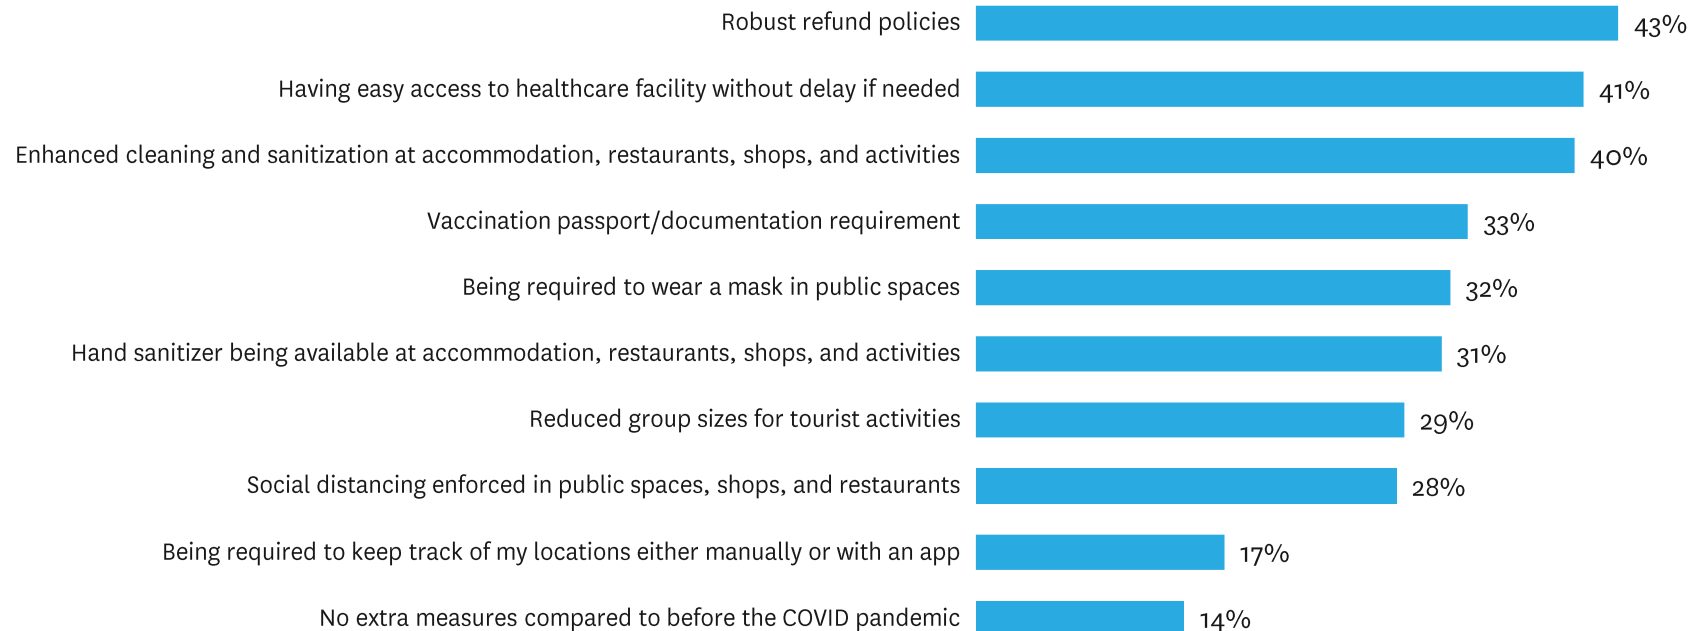 Robust refund policies 43%
Having easy access to healthcare facility without delay if needed 41%
Enhanced cleaning and sanitization at accommodation, restaurants, shops, and activities 40%
Vaccination passport/documentation requirement 33%
Being required to wear a mask in public spaces 32%
Hand sanitizer being available at accommodation, restaurants, shops, and activities 31%
Reduced group sizes for tourist activities 29%
Social distancing enforced in public spaces, shops, and restaurants 28%
Being required to keep track of my locations either manually or with an app 17%
No extra measures compared to before the COVID pandemic 14%